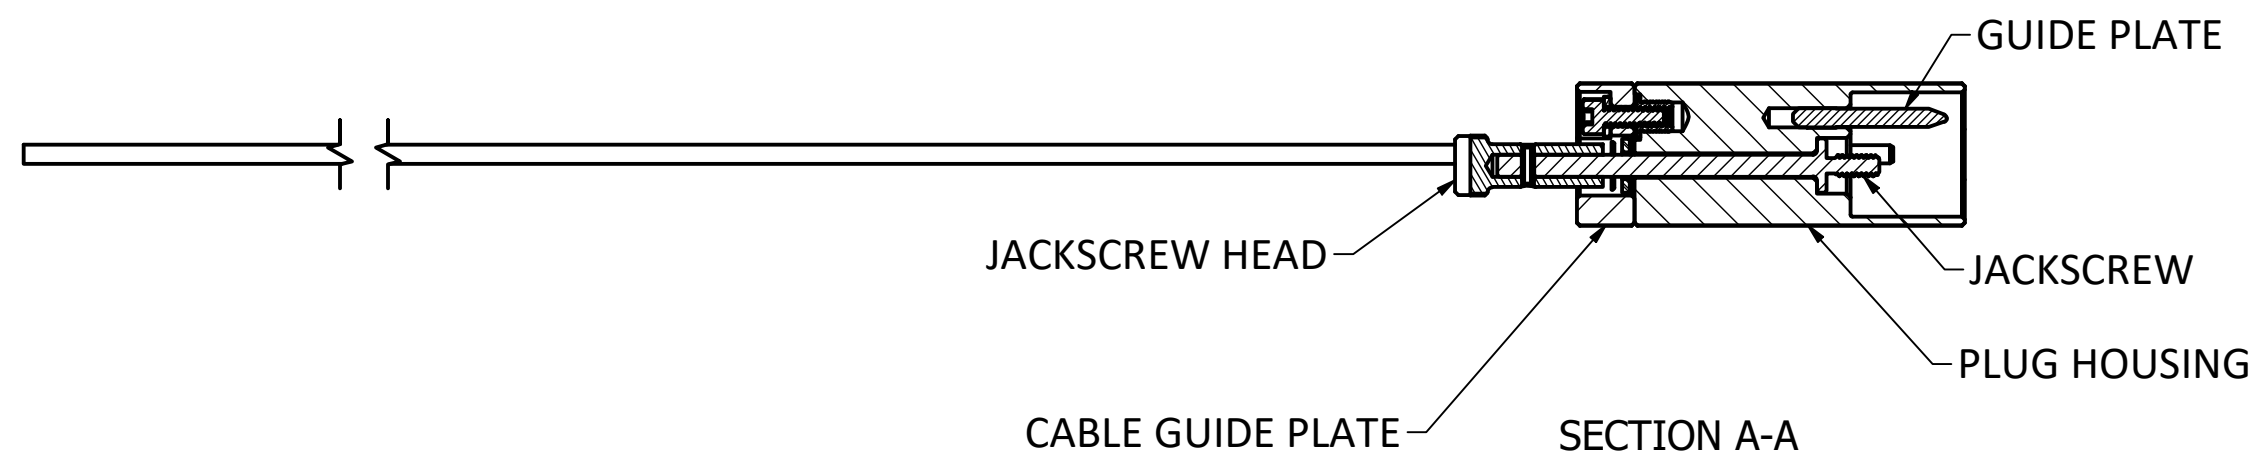 GUIDE PLATE
JACKSCREW HEAD
JACKSCREW
PLUG HOUSING
CABLE GUIDE PLATE
SECTION A-A